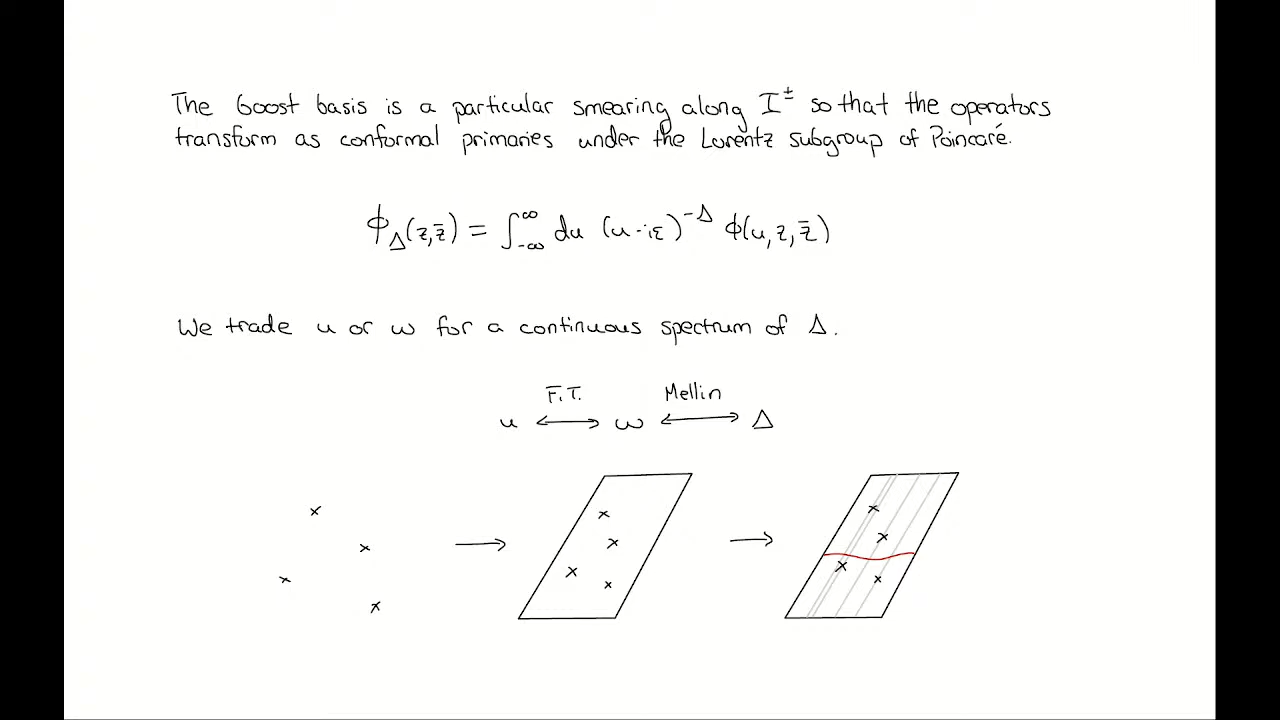 The boost basis is a particular smearing along I^± so that the operators
transform as conformal primaries under the Lorentz subgroup of Poincaré.
ϕ_Δ(z,z̄) = ∫_{-∞}^{∞} du (u-iε)^{-Δ} ϕ(u,z,z̄)
We trade u or ω for a continuous spectrum of Δ.
F.T. Mellin
u ⟷ ω ⟷ Δ